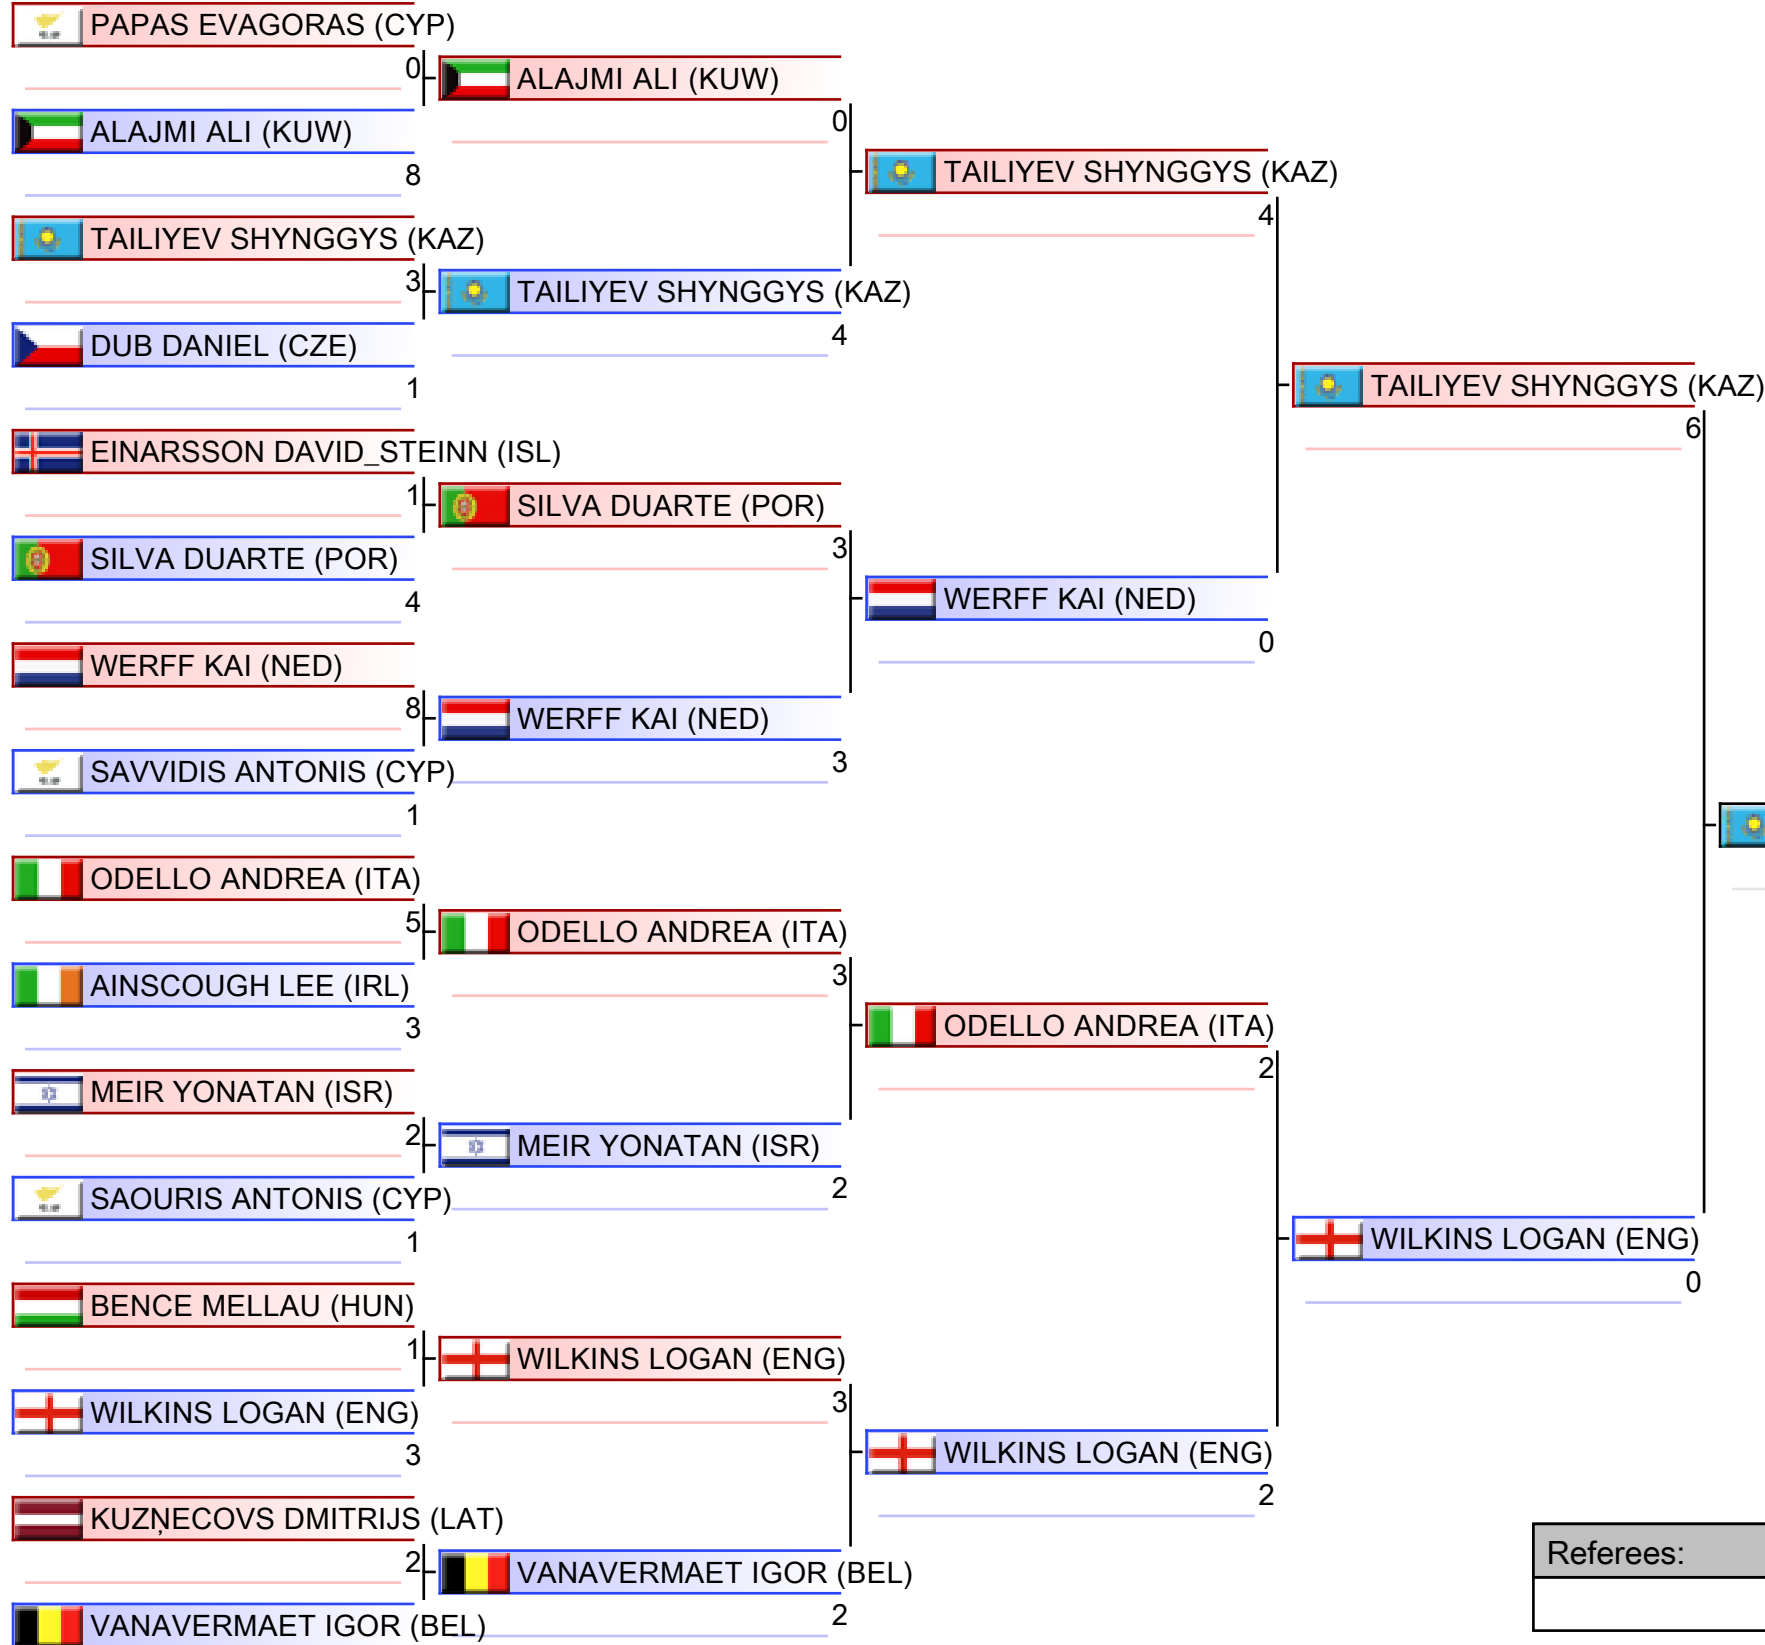 PAPAS EVAGORAS (CYP)
0
ALAJMI ALI (KUW)
8
TAILIYEV SHYNGGYS (KAZ)
3
DUB DANIEL (CZE)
1
EINARSSON DAVID_STEINN (ISL)
1
SILVA DUARTE (POR)
4
WERFF KAI (NED)
8
SAVVIDIS ANTONIS (CYP)
1
ODELLO ANDREA (ITA)
5
AINSCOUGH LEE (IRL)
3
MEIR YONATAN (ISR)
2
SAOURIS ANTONIS (CYP)
1
BENCE MELLAU (HUN)
1
WILKINS LOGAN (ENG)
3
KUZŅECOVS DMITRIJS (LAT)
2
VANAVERMAET IGOR (BEL)
ALAJMI ALI (KUW)
0
TAILIYEV SHYNGGYS (KAZ)
4
SILVA DUARTE (POR)
3
WERFF KAI (NED)
3
ODELLO ANDREA (ITA)
3
MEIR YONATAN (ISR)
2
WILKINS LOGAN (ENG)
3
VANAVERMAET IGOR (BEL)
2
TAILIYEV SHYNGGYS (KAZ)
4
WERFF KAI (NED)
0
ODELLO ANDREA (ITA)
2
WILKINS LOGAN (ENG)
2
TAILIYEV SHYNGGYS (KAZ)
6
WILKINS LOGAN (ENG)
0
Referees: